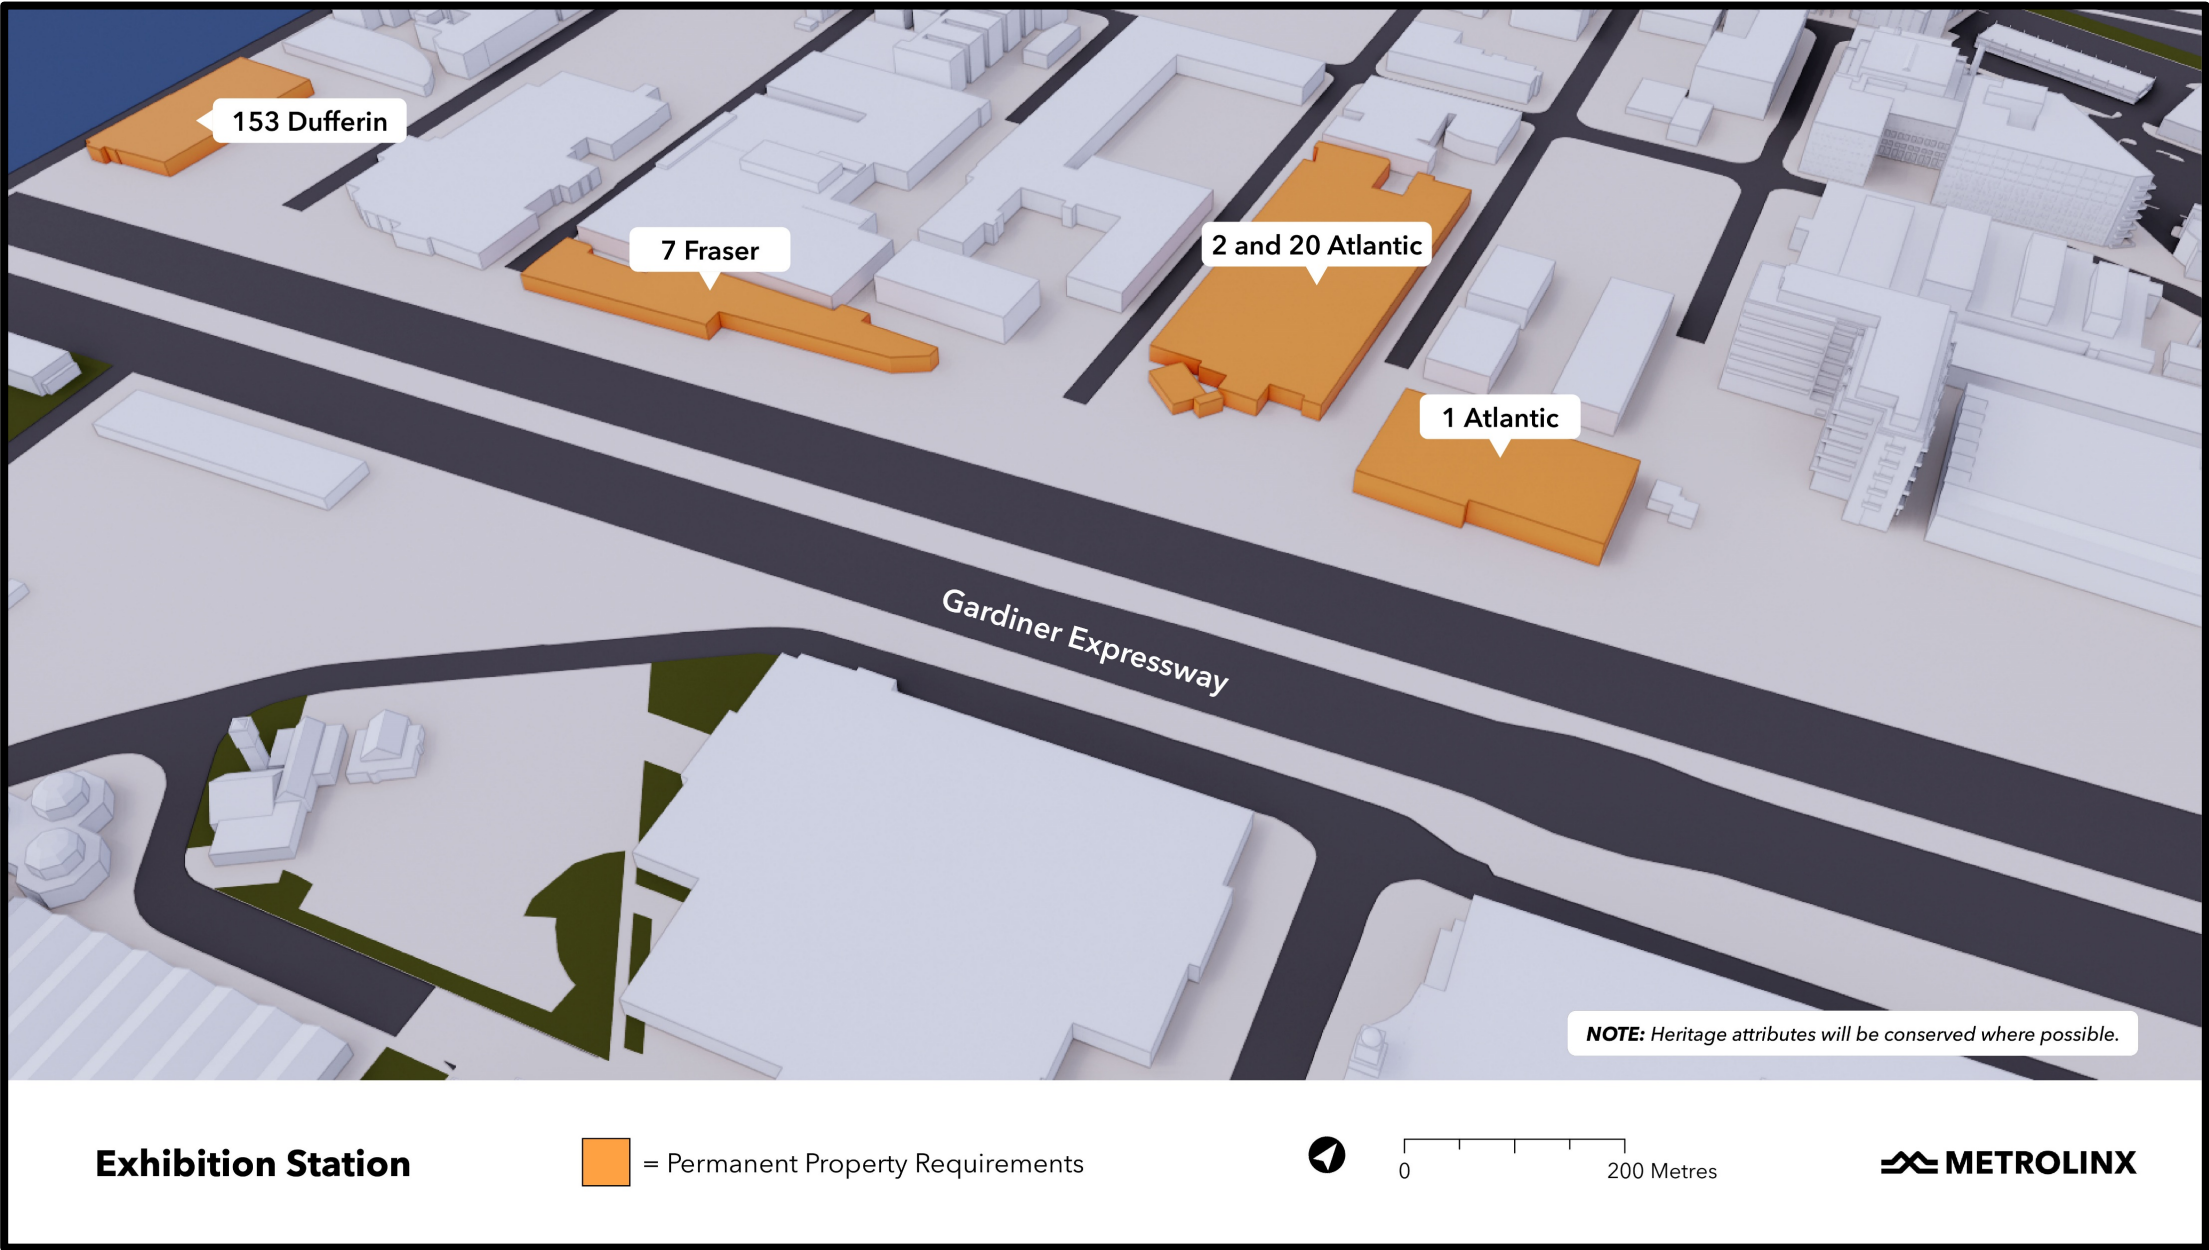 153 Dufferin
7 Fraser
2 and 20 Atlantic
1 Atlantic
Gardiner Expressway
NOTE: Heritage attributes will be conserved where possible.
Exhibition Station
= Permanent Property Requirements
0
200 Metres
METROLINX